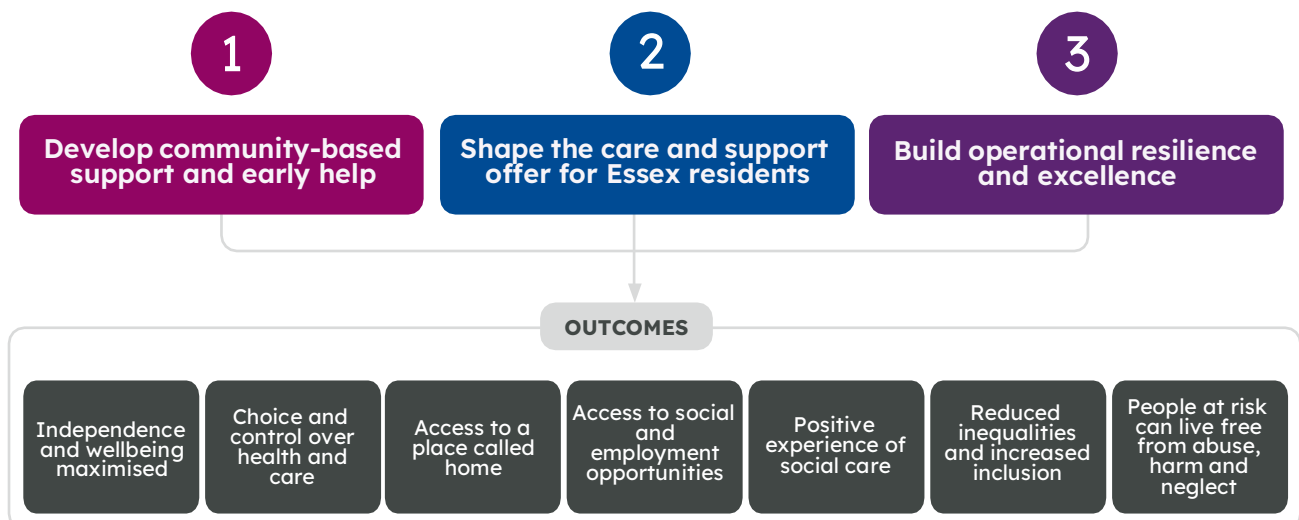 1
2
3
Develop community-based
support and early help
Shape the care and support
offer for Essex residents
Build operational resilience
and excellence
OUTCOMES
Independence
and wellbeing
maximised
Choice and
control over
health and
care
Access to a
place called
home
Access to social
and
employment
opportunities
Positive
experience of
social care
Reduced
inequalities
and increased
inclusion
People at risk
can live free
from abuse,
harm and
neglect